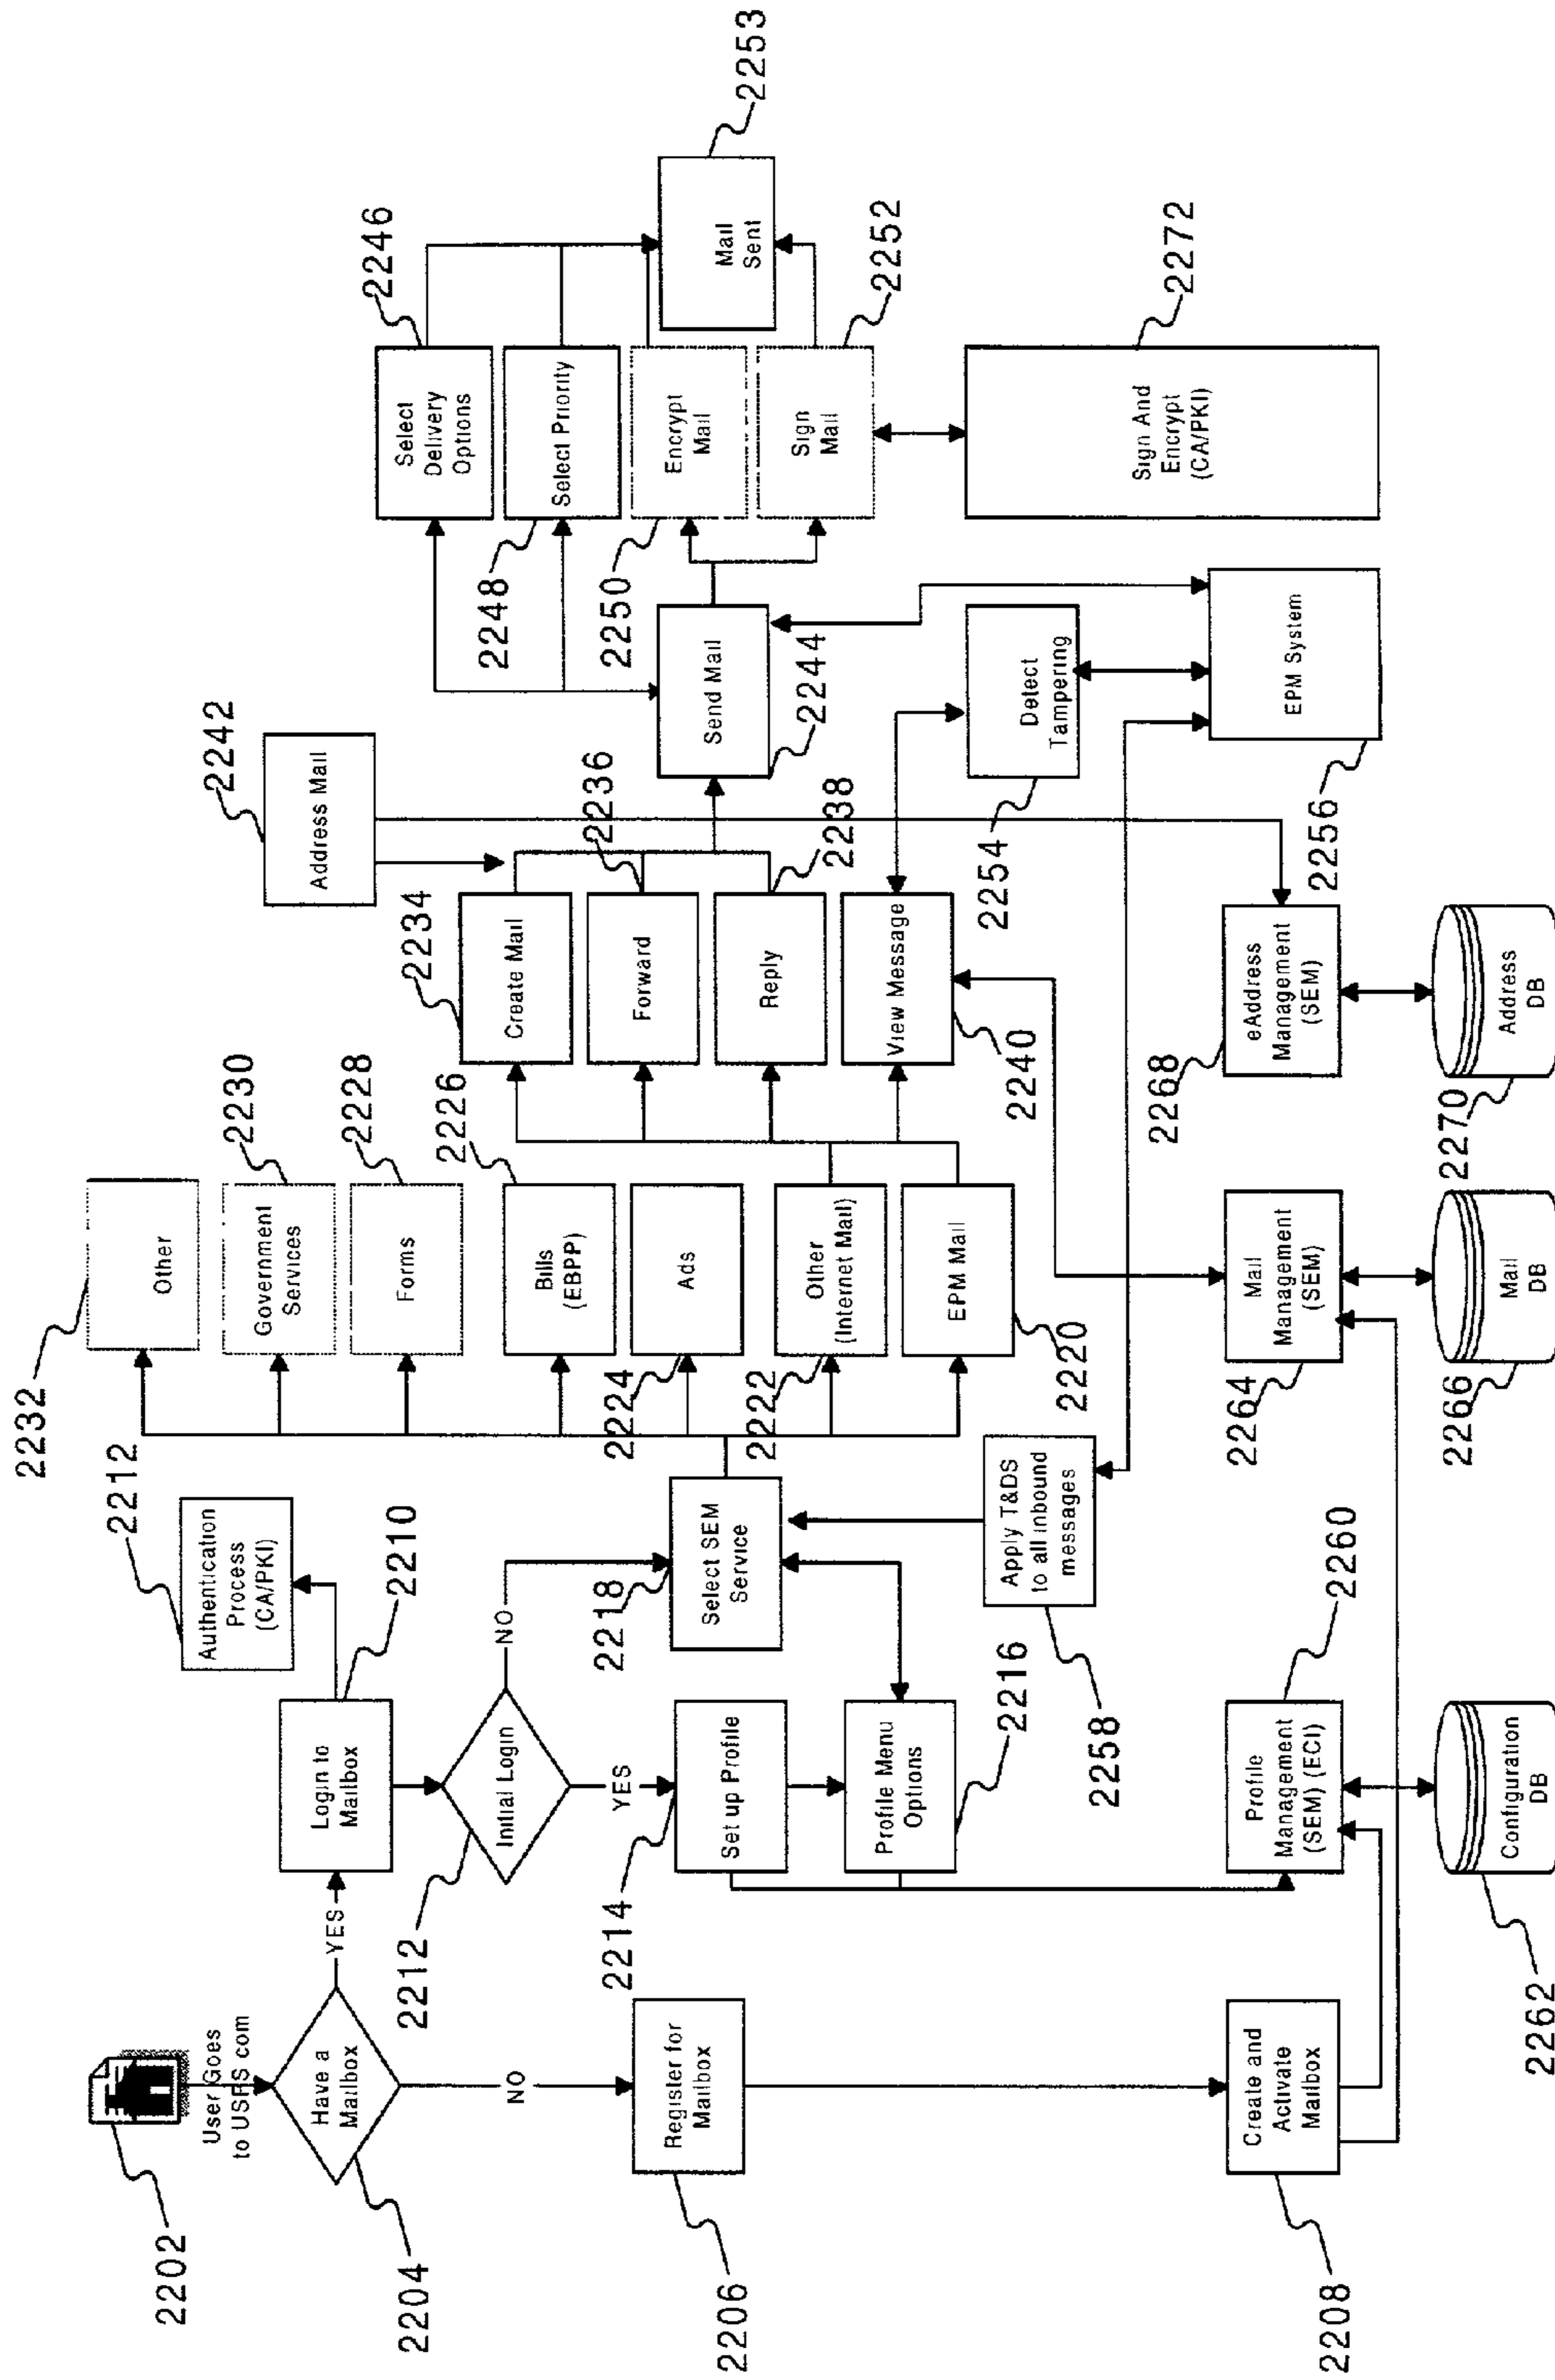 2202
User Goes
to USPS com
2204
Have a
Mailbox
YES
NO
2206
Register for
Mailbox
2208
Create and
Activate
Mailbox
2212
Authentication
Process
(CA/PKI)
2210
Login to
Mailbox
2212
Initial Login
NO
YES
2214
Set up Profile
Profile Menu
Options
2216
2218
Select SEM
Service
Apply T&DS
to all inbound
messages
2258
2260
Profile
Management
(SEM) (ECI)
Configuration
DB
2262
2232
Other
2230
Government
Services
2228
Forms
2226
Bills
(EBPP)
2224
Ads
2222
Other
(Internet Mail)
EPM Mail
2220
2264
Mail
Management
(SEM)
2266
Mail
DB
2242
Address Mail
2234
Create Mail
2236
Forward
2238
Reply
View Message
2240
2268
eAddress
Management
(SEM)
2270
Address
DB
Send Mail
2244
Detect
Tampering
2254
EPM System
2256
2246
Select
Delivery
Options
2248
Select Priority
2250
Encrypt
Mail
2252
Sign
Mail
2253
Mail
Sent
2272
Sign And
Encrypt
(CA/PKI)